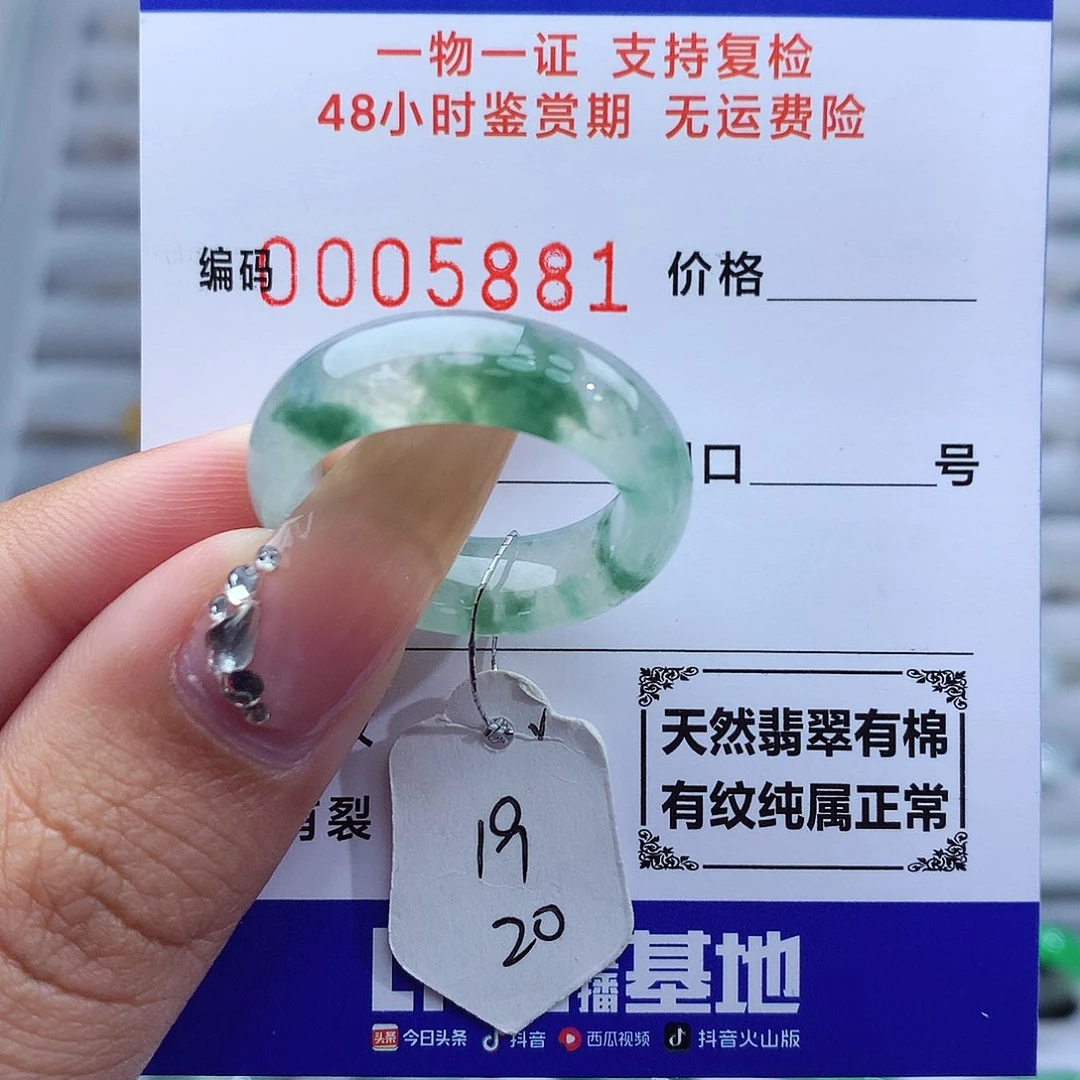 一物一证 支持复检
48小时鉴赏期 无运费险
编码0005881 价格
口 号
天然翡翠有棉
有裂
有纹纯属正常
19
20
播基地
头条 今日头条 抖音 西瓜视频 抖音火山版